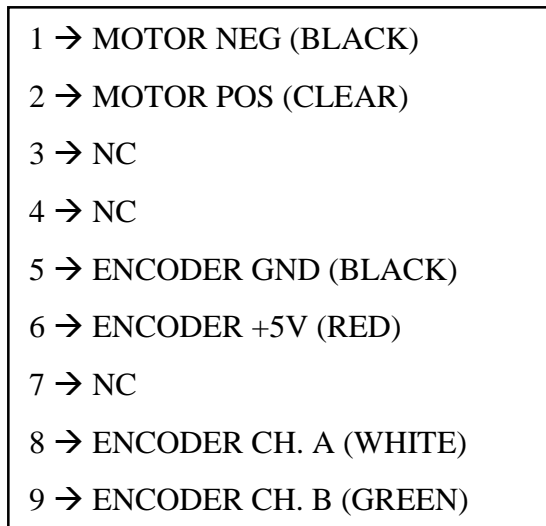 1 → MOTOR NEG (BLACK)
2 → MOTOR POS (CLEAR)
3 → NC
4 → NC
5 → ENCODER GND (BLACK)
6 → ENCODER +5V (RED)
7 → NC
8 → ENCODER CH. A (WHITE)
9 → ENCODER CH. B (GREEN)